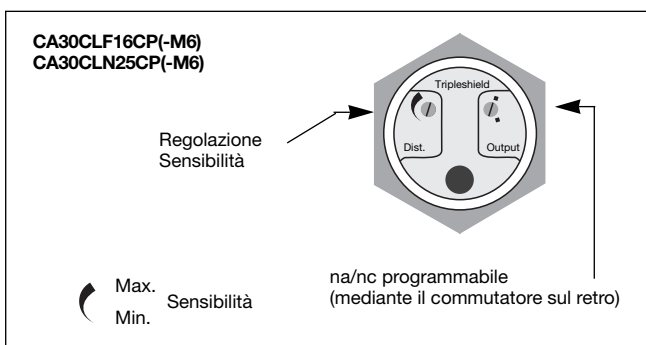 CA30CLF16CP(-M6)
CA30CLN25CP(-M6)
Tripleshield
Dist.
Output
Regolazione
Sensibilità
Max.
Sensibilità
Min.
na/nc programmabile
(mediante il commutatore sul retro)